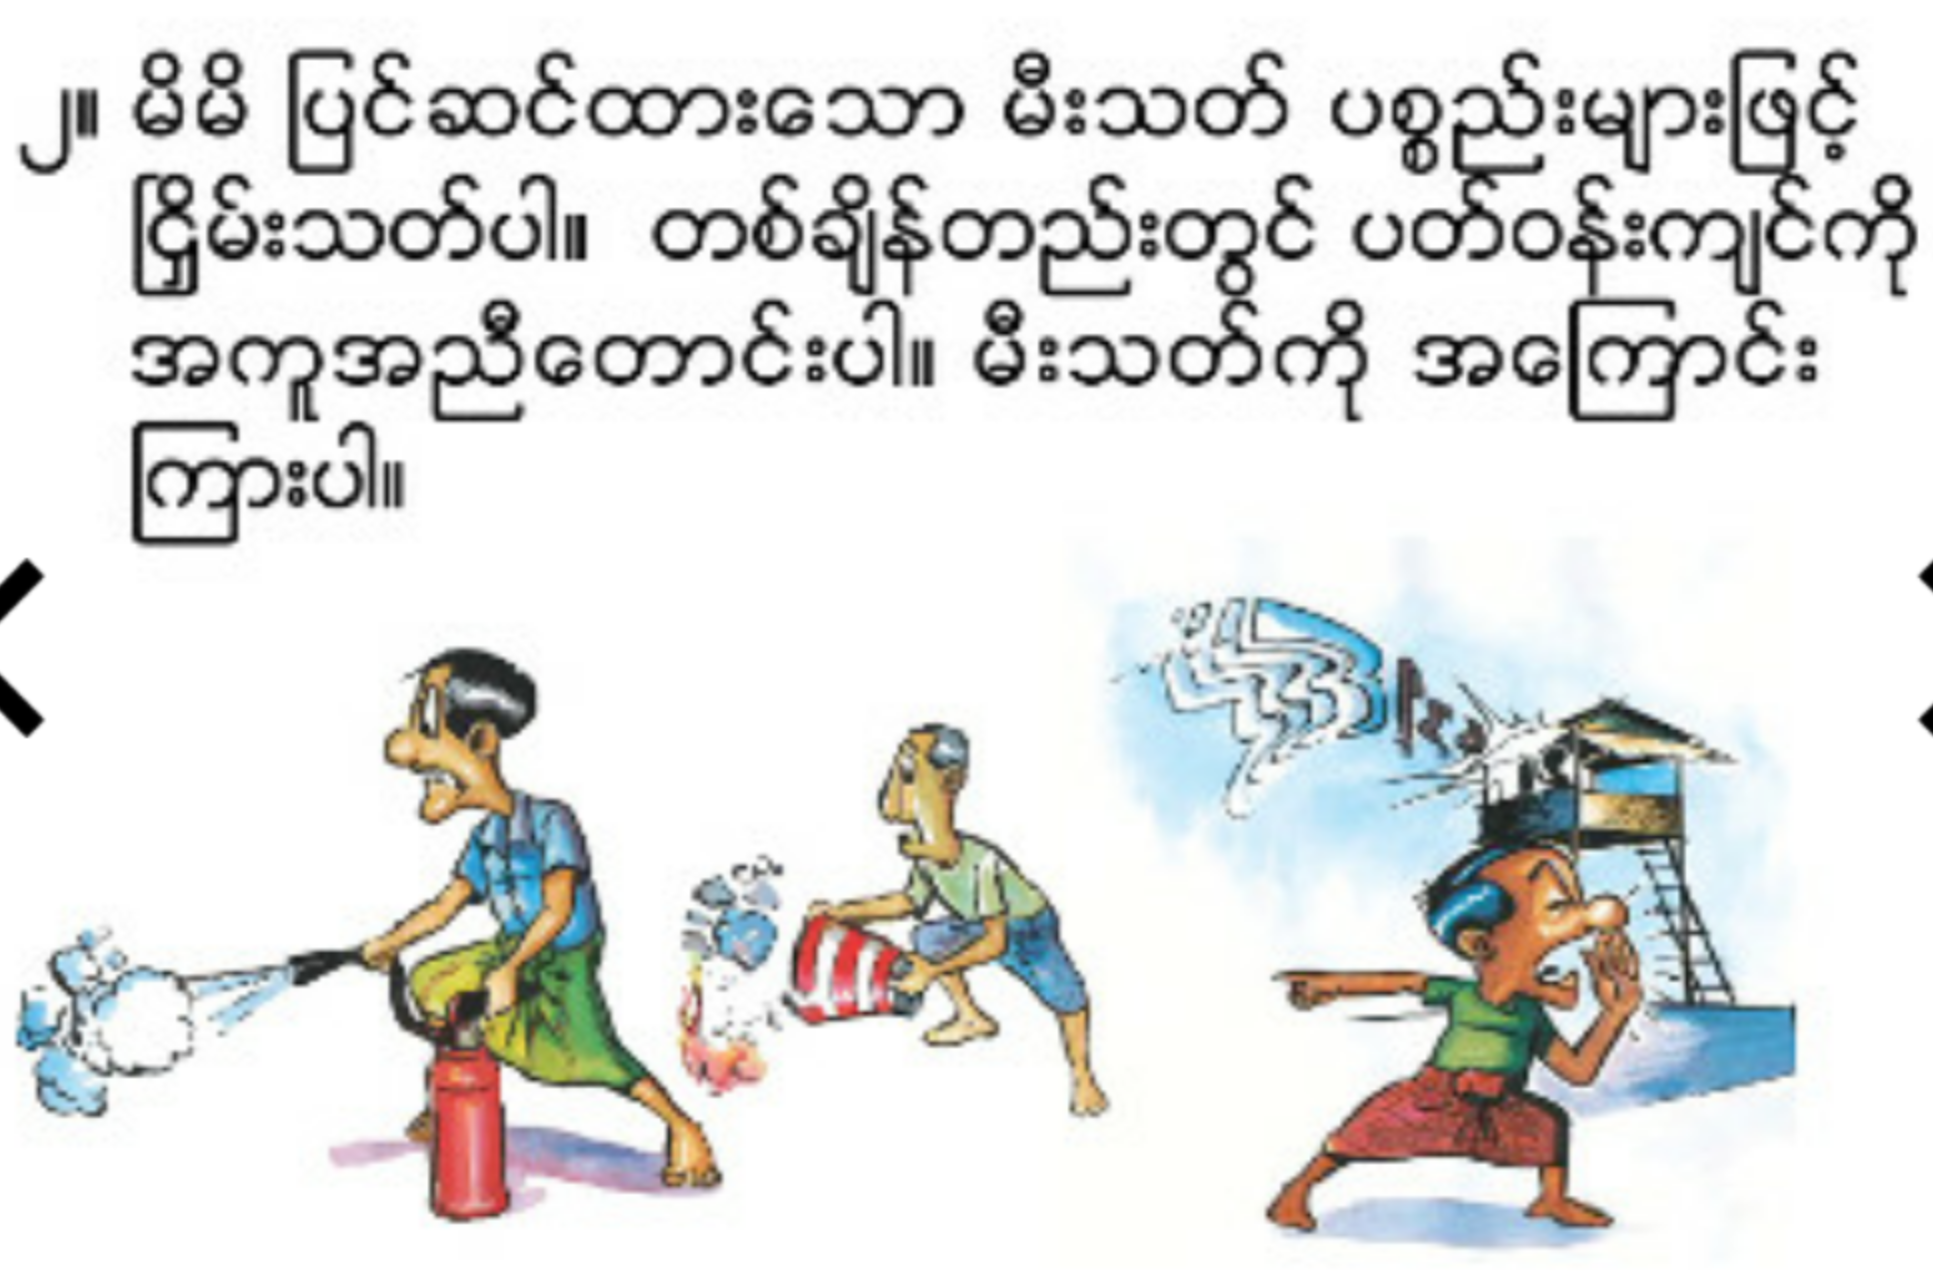 ၂။ မိမိ ပြင်ဆင်ထားသော မီးသတ် ပစ္စည်းများဖြင့်
ငြှိမ်းသတ်ပါ။ တစ်ချိန်တည်းတွင် ပတ်ဝန်းကျင်ကို
အကူအညီတောင်းပါ။ မီးသတ်ကို အကြောင်း
ကြားပါ။